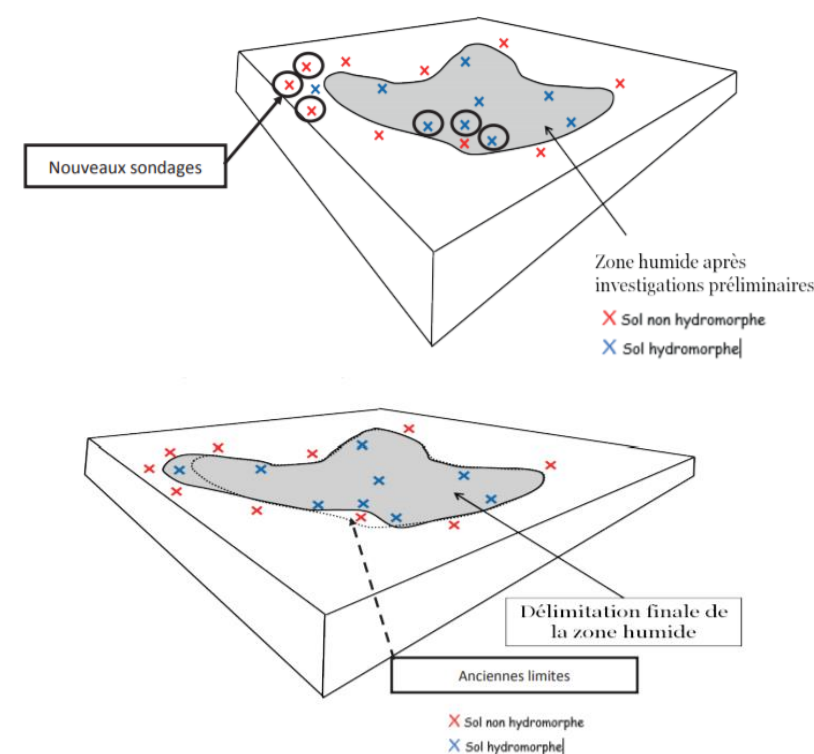 Nouveaux sondages
Zone humide après
investigations préliminaires
Sol non hydromorphe
Sol hydromorphe
Délimitation finale de
la zone humide
Anciennes limites
Sol non hydromorphe
Sol hydromorphe